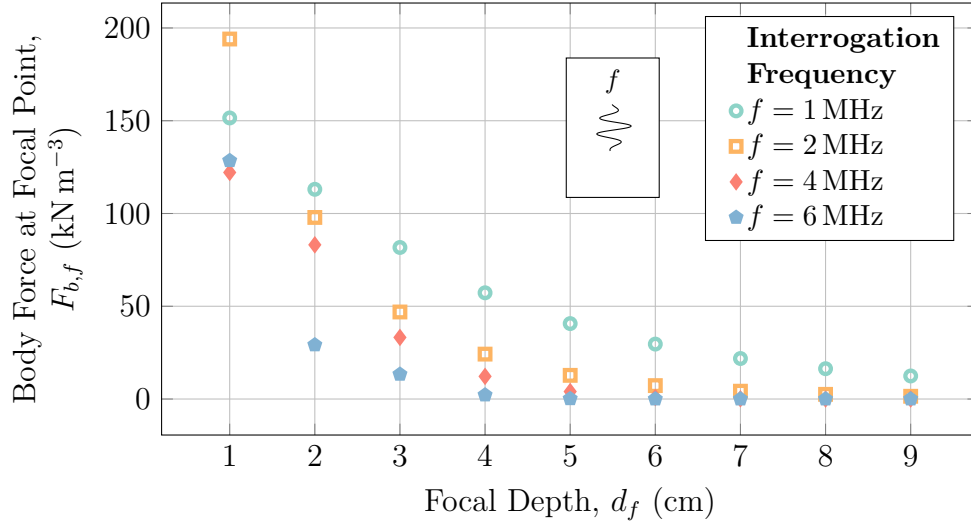 Body Force at Focal Point,
F_{b,f} (kN m⁻³)
200
150
100
50
0
1 2 3 4 5 6 7 8 9
Focal Depth, d_f (cm)
f
Interrogation
Frequency
f = 1 MHz
f = 2 MHz
f = 4 MHz
f = 6 MHz